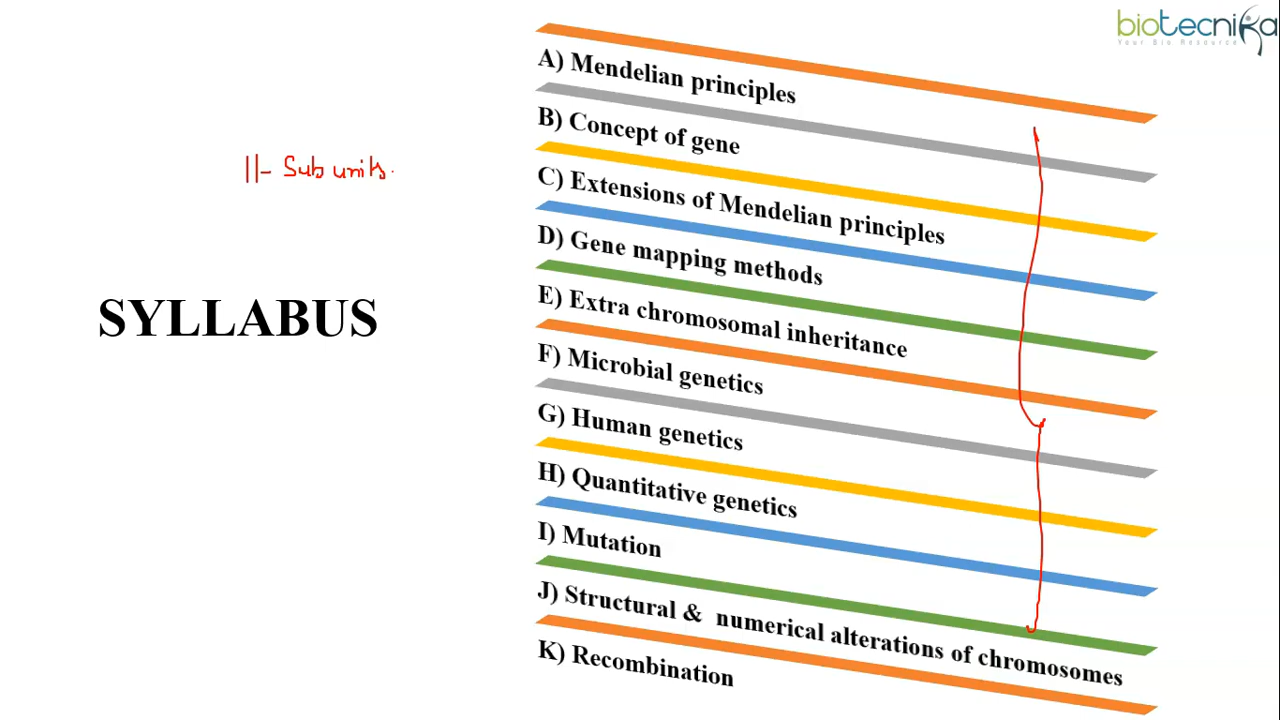 biotecnika
Your Bio Resource
11- Sub units.
SYLLABUS
A) Mendelian principles
B) Concept of gene
C) Extensions of Mendelian principles
D) Gene mapping methods
E) Extra chromosomal inheritance
F) Microbial genetics
G) Human genetics
H) Quantitative genetics
I) Mutation
J) Structural & numerical alterations of chromosomes
K) Recombination